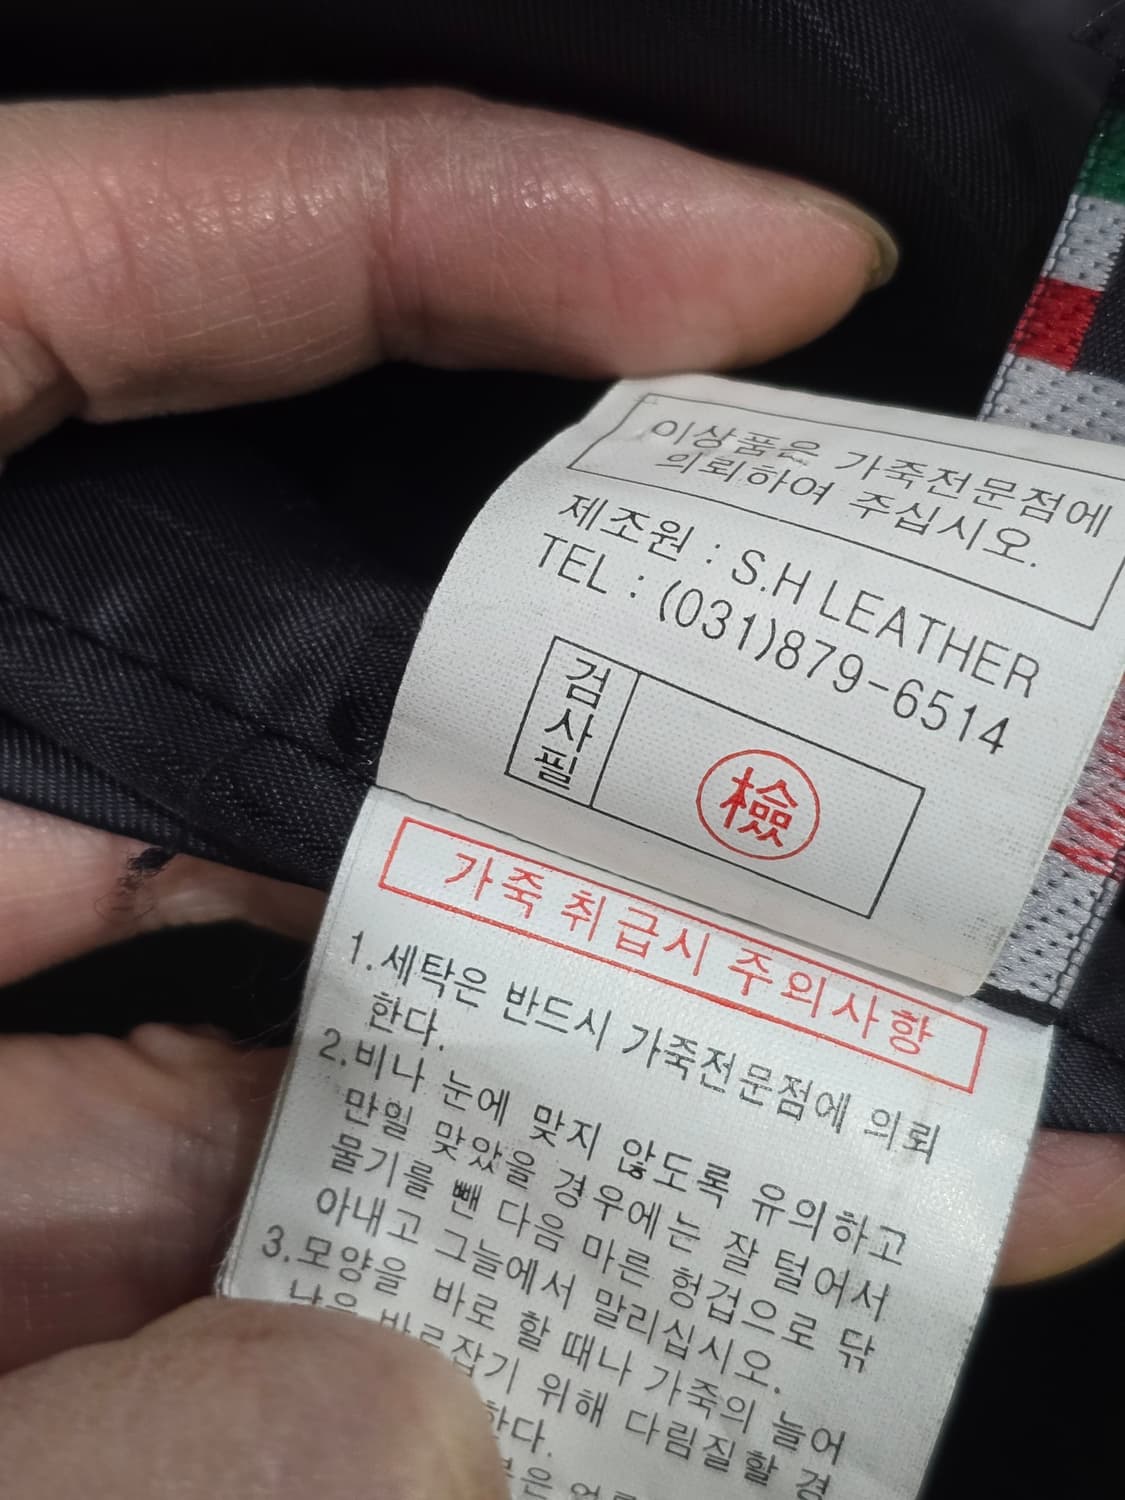 이상품은 가죽전문점에
의뢰하여 주십시오.
제조원 : S.H LEATHER
TEL : (031)879-6514
검사필
檢
가죽 취급시 주의사항
1.세탁은 반드시 가죽전문점에 의뢰
한다.
2.비나 눈에 맞지 않도록 유의하고
만일 맞았을 경우에는 잘 털어서
물기를 뺀 다음 마른 헝겁으로 닦
아내고 그늘에서 말리십시오.
3.모양을 바로 할 때나 가죽의 늘어
바로잡기 위해 다림질할 경
한다.